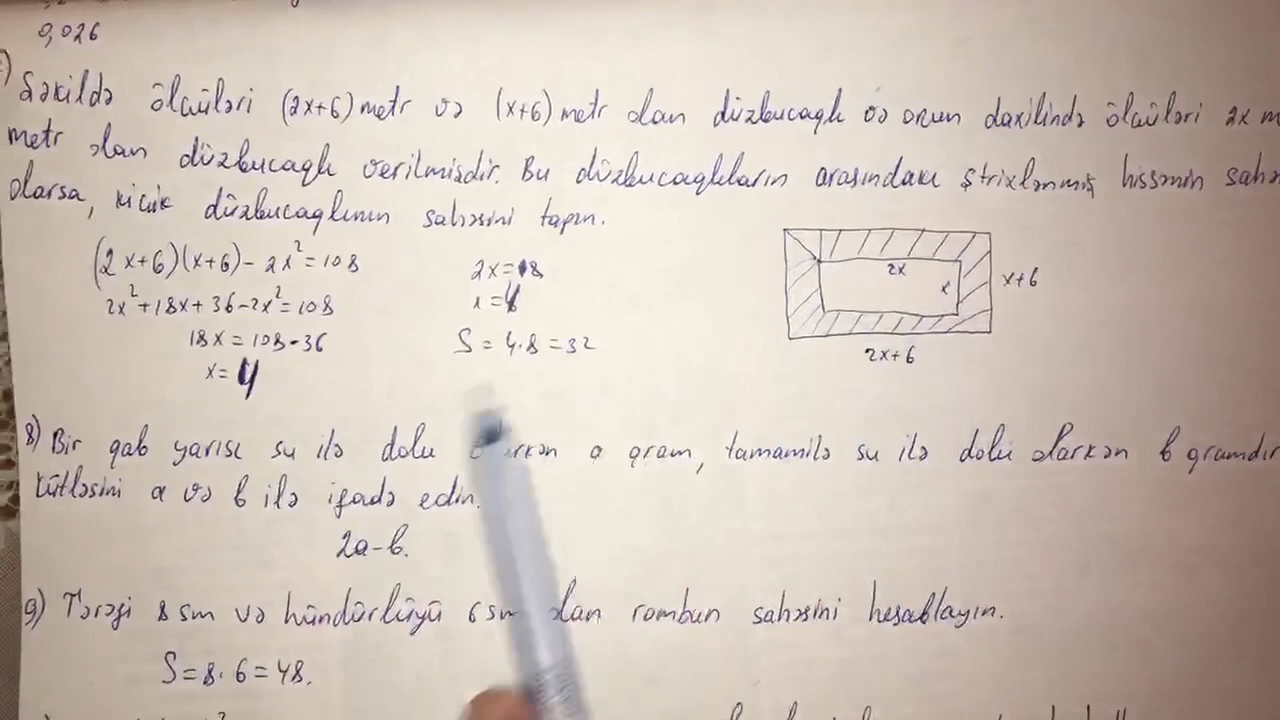 0,026
Şəkildə ölçüləri (2x+6) metr və (x+6) metr olan düzbucaqlı və onun daxilində ölçüləri 2x m
metr olan düzbucaqlı verilmişdir. Bu düzbucaqlıların arasındakı ştrixlənmiş hissənin sahə
olarsa, kiçik düzbucaqlının sahəsini tapın.
(2x+6)(x+6)-2x²=108
2x²+18x+36-2x²=108
18x=108-36
x=4
2x=8
x=4
S=4·8=32
2x
x
x+6
2x+6
8) Bir qab yarısı su ilə dolu olarkən a qram, tamamilə su ilə dolu olarkən b qramdır
kütləsini a və b ilə ifadə edin.
2a-b.
9) Tərəfi 8 sm və hündürlüyü 6 sm olan rombun sahəsini hesablayın.
S=8·6=48.